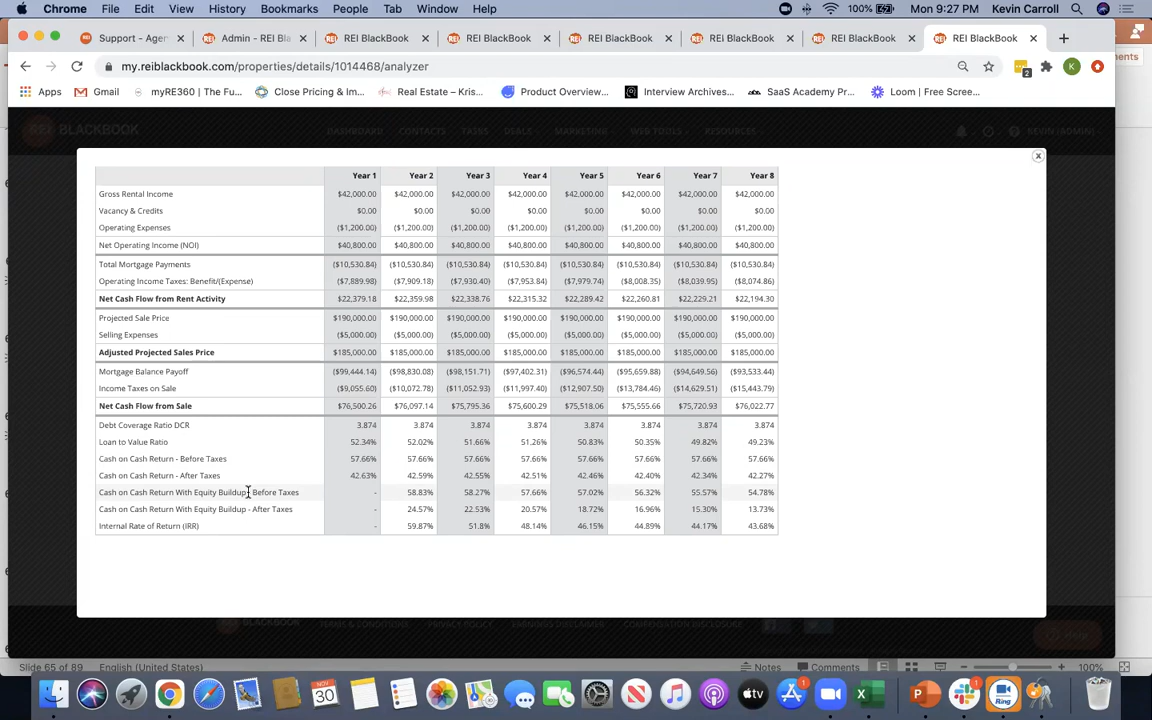 Chrome File Edit View History Bookmarks People Tab Window Help 100% Mon 9:27 PM Kevin Carroll
Support - Agen Admin - REI Bla REI BlackBook REI BlackBook REI BlackBook REI BlackBook REI BlackBook REI BlackBook
my.reiblackbook.com/properties/details/1014468/analyzer
Apps Gmail myRE360 | The Fu... Close Pricing & Im... Real Estate – Kris... Product Overview... Interview Archives... SaaS Academy Pr... Loom | Free Scree...
REI BLACKBOOK DASHBOARD CONTACTS TASKS DEALS MARKETING WEB TOOLS RESOURCES KEVIN (ADMIN)
Year 1 Year 2 Year 3 Year 4 Year 5 Year 6 Year 7 Year 8
Gross Rental Income $42,000.00 $42,000.00 $42,000.00 $42,000.00 $42,000.00 $42,000.00 $42,000.00 $42,000.00
Vacancy & Credits $0.00 $0.00 $0.00 $0.00 $0.00 $0.00 $0.00 $0.00
Operating Expenses ($1,200.00) ($1,200.00) ($1,200.00) ($1,200.00) ($1,200.00) ($1,200.00) ($1,200.00) ($1,200.00)
Net Operating Income (NOI) $40,800.00 $40,800.00 $40,800.00 $40,800.00 $40,800.00 $40,800.00 $40,800.00 $40,800.00
Total Mortgage Payments ($10,530.84) ($10,530.84) ($10,530.84) ($10,530.84) ($10,530.84) ($10,530.84) ($10,530.84) ($10,530.84)
Operating Income Taxes: Benefit/(Expense) ($7,889.98) ($7,909.18) ($7,930.40) ($7,953.84) ($7,979.74) ($8,008.35) ($8,039.95) ($8,074.86)
Net Cash Flow from Rent Activity $22,379.18 $22,359.98 $22,338.76 $22,315.32 $22,289.42 $22,260.81 $22,229.21 $22,194.30
Projected Sale Price $190,000.00 $190,000.00 $190,000.00 $190,000.00 $190,000.00 $190,000.00 $190,000.00 $190,000.00
Selling Expenses ($5,000.00) ($5,000.00) ($5,000.00) ($5,000.00) ($5,000.00) ($5,000.00) ($5,000.00) ($5,000.00)
Adjusted Projected Sales Price $185,000.00 $185,000.00 $185,000.00 $185,000.00 $185,000.00 $185,000.00 $185,000.00 $185,000.00
Mortgage Balance Payoff ($99,444.14) ($98,830.08) ($98,151.71) ($97,402.31) ($96,574.44) ($95,659.88) ($94,649.56) ($93,533.44)
Income Taxes on Sale ($9,055.60) ($10,072.78) ($11,052.93) ($11,997.40) ($12,907.50) ($13,784.46) ($14,629.51) ($15,443.79)
Net Cash Flow from Sale $76,500.26 $76,097.14 $75,795.36 $75,600.29 $75,518.06 $75,555.66 $75,720.93 $76,022.77
Debt Coverage Ratio DCR 3.874 3.874 3.874 3.874 3.874 3.874 3.874 3.874
Loan to Value Ratio 52.34% 52.02% 51.66% 51.26% 50.83% 50.35% 49.82% 49.23%
Cash on Cash Return - Before Taxes 57.66% 57.66% 57.66% 57.66% 57.66% 57.66% 57.66% 57.66%
Cash on Cash Return - After Taxes 42.63% 42.59% 42.55% 42.51% 42.46% 42.40% 42.34% 42.27%
Cash on Cash Return With Equity Buildup - Before Taxes - 58.83% 58.27% 57.66% 57.02% 56.32% 55.57% 54.78%
Cash on Cash Return With Equity Buildup - After Taxes - 24.57% 22.53% 20.57% 18.72% 16.96% 15.30% 13.73%
Internal Rate of Return (IRR) - 59.87% 51.8% 48.14% 46.15% 44.89% 44.17% 43.68%
REI BLACKBOOK TERMS & CONDITIONS PRIVACY POLICY EARNINGS DISCLAIMER CONFIDENTIAL DISCLOSURE
Help
Slide 65 of 89 English (United States) Notes Comments 100%
NOV
30